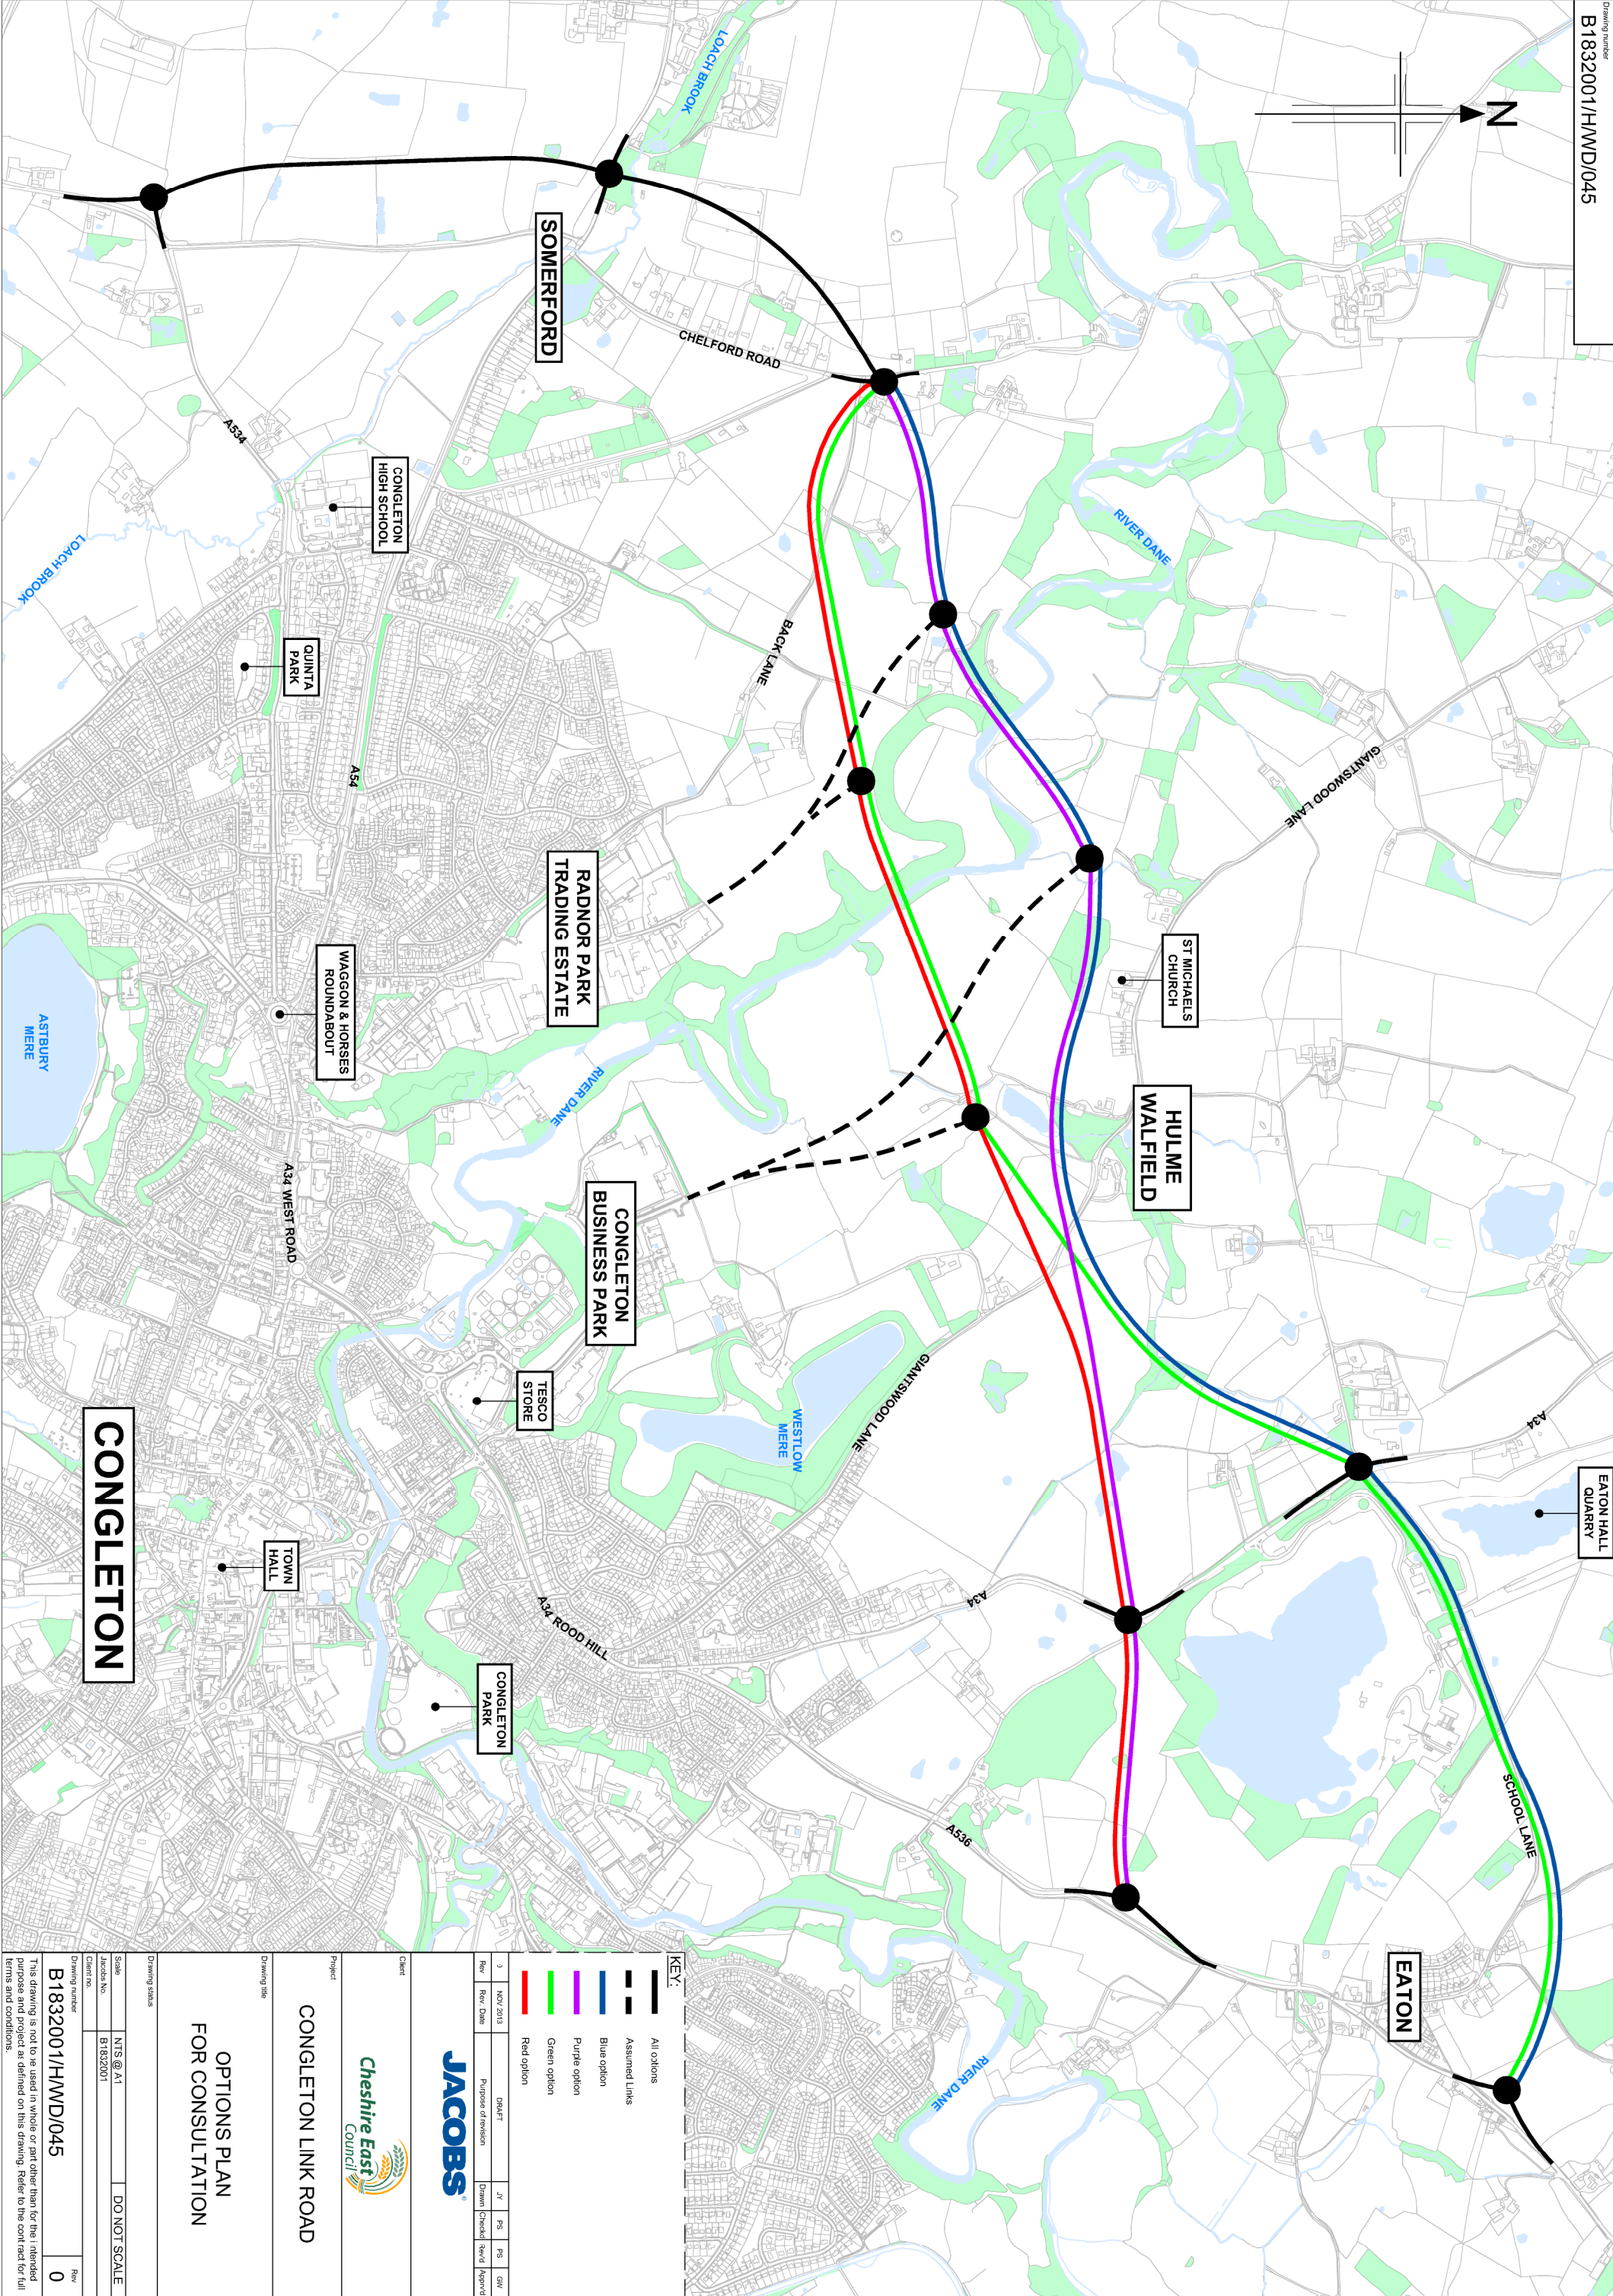 Drawing number
B1832001/H/WD/045
N
LOACH BROOK
SOMERFORD
CHELFORD ROAD
RIVER DANE
GIANTSWOOD LANE
A534
CONGLETON
HIGH SCHOOL
LOACH BROOK
QUINTA
PARK
A54
BACK LANE
RADNOR PARK
TRADING ESTATE
ST MICHAELS
CHURCH
WAGGON & HORSES
ROUNDABOUT
ASTBURY
MERE
RIVER DANE
HULME
WALFIELD
A34 WEST ROAD
CONGLETON
BUSINESS PARK
TESCO
STORE
WESTLOW
MERE
GIANTSWOOD LANE
A34
EATON HALL
QUARRY
CONGLETON
TOWN
HALL
A34 ROOD HILL
A34
CONGLETON
PARK
SCHOOL LANE
A536
EATON
RIVER DANE
KEY:
All options
Assumed Links
Blue option
Purple option
Green option
Red option
NOV 2013
DRAFT
JY
PS
PS
GW
Rev
Rev. Date
Purpose of revision
Drawn
Checkd
Rev'd
Apprv'd
JACOBS®
Client
Cheshire East
Council
Project
CONGLETON LINK ROAD
Drawing title
OPTIONS PLAN
FOR CONSULTATION
Drawing status
Scale
NTS @ A1
DO NOT SCALE
Jacobs No.
B1832001
Client no.
Drawing number
B1832001/H/WD/045
Rev
0
This drawing is not to be used in whole or part other than for the intended
purpose and project as defined on this drawing. Refer to the contract for full
terms and conditions.